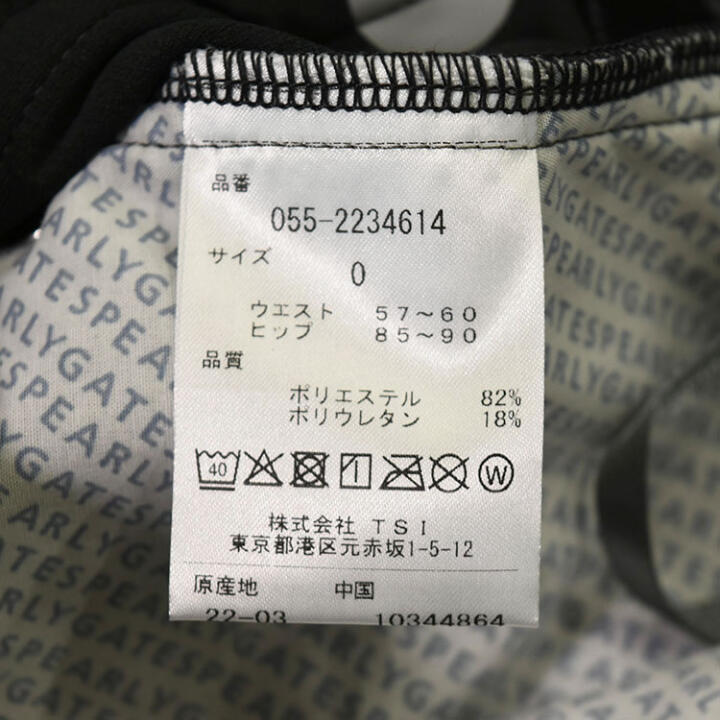 品番
055-2234614
サイズ
0
ウエスト 57～60
ヒップ 85～90
品質
ポリエステル 82%
ポリウレタン 18%
40 W
株式会社 TSI
東京都港区元赤坂1-5-12
原産地 中国
22-03 10344864
PEARLYGATES